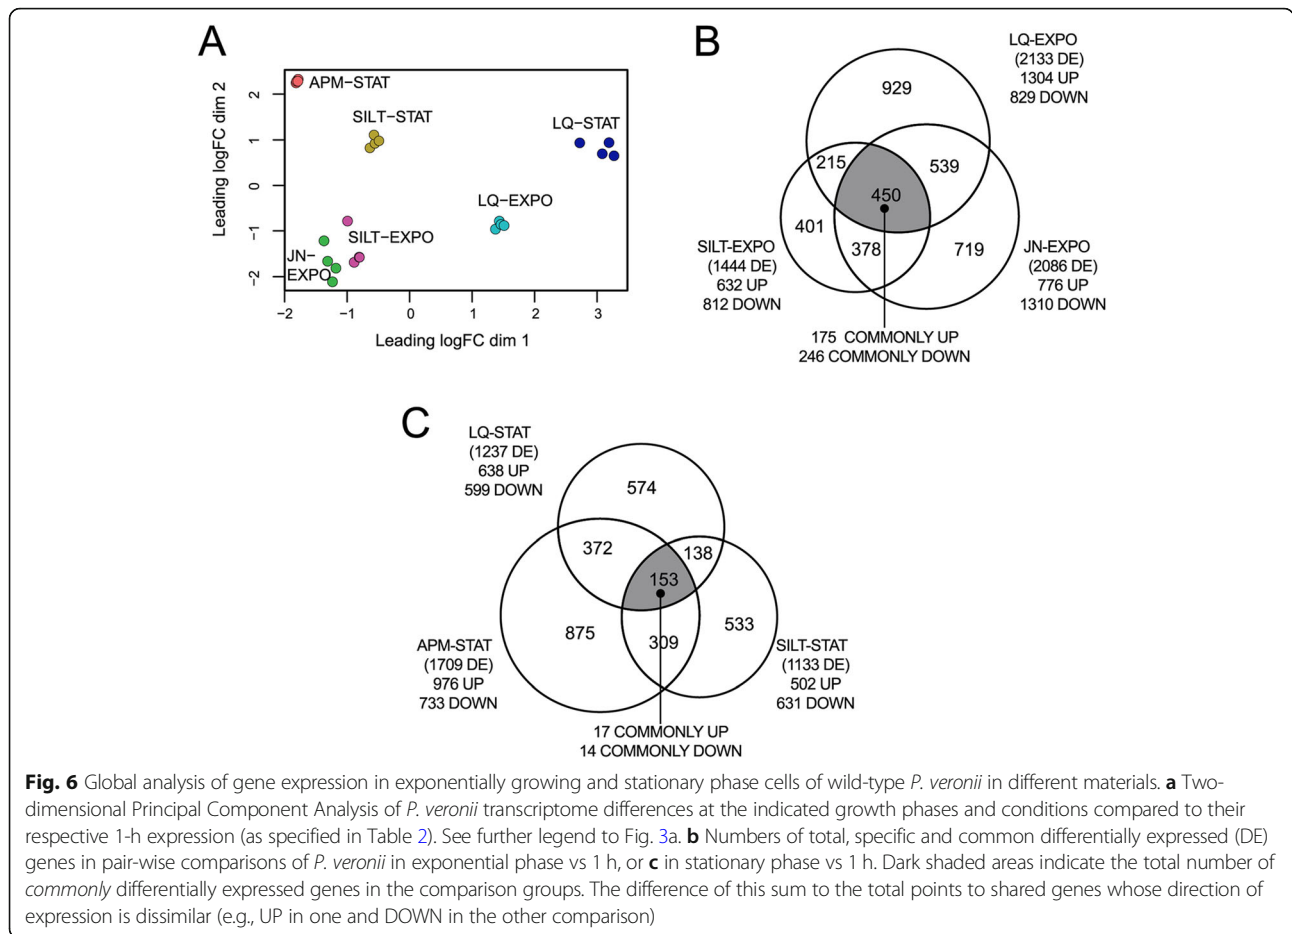 A
Leading logFC dim 2
2
1
0
−1
−2
APM−STAT
SILT−STAT
LQ−STAT
LQ−EXPO
SILT−EXPO
JN−
EXPO
−2
−1
0
1
2
3
Leading logFC dim 1
B
LQ-EXPO
(2133 DE)
1304 UP
829 DOWN
929
215
539
450
401
378
719
SILT-EXPO
(1444 DE)
632 UP
812 DOWN
JN-EXPO
(2086 DE)
776 UP
1310 DOWN
175 COMMONLY UP
246 COMMONLY DOWN
C
LQ-STAT
(1237 DE)
638 UP
599 DOWN
574
372
138
153
875
309
533
APM-STAT
(1709 DE)
976 UP
733 DOWN
SILT-STAT
(1133 DE)
502 UP
631 DOWN
17 COMMONLY UP
14 COMMONLY DOWN
Fig. 6 Global analysis of gene expression in exponentially growing and stationary phase cells of wild-type P. veronii in different materials. a Two-
dimensional Principal Component Analysis of P. veronii transcriptome differences at the indicated growth phases and conditions compared to their
respective 1-h expression (as specified in Table 2). See further legend to Fig. 3a. b Numbers of total, specific and common differentially expressed (DE)
genes in pair-wise comparisons of P. veronii in exponential phase vs 1 h, or c in stationary phase vs 1 h. Dark shaded areas indicate the total number of
commonly differentially expressed genes in the comparison groups. The difference of this sum to the total points to shared genes whose direction of
expression is dissimilar (e.g., UP in one and DOWN in the other comparison)